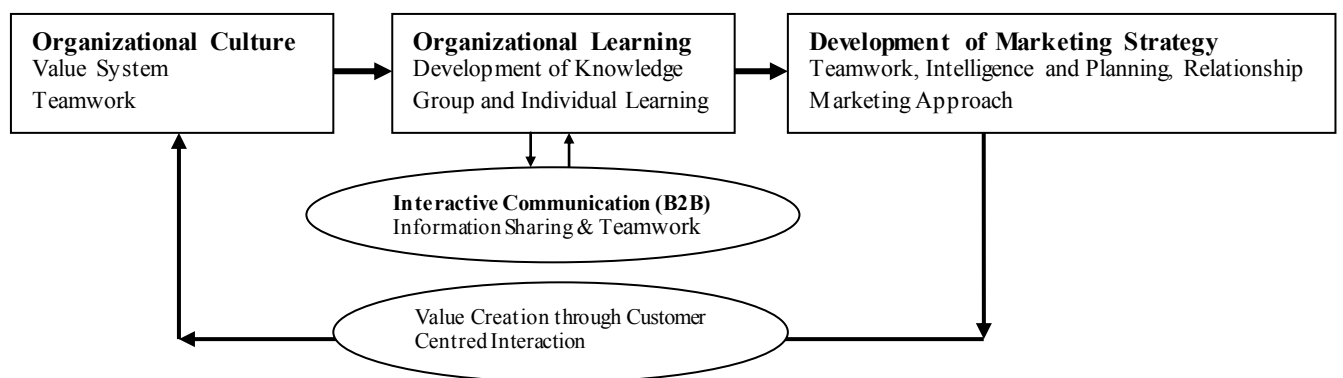 Organizational Culture
Value System
Teamwork
Organizational Learning
Development of Knowledge
Group and Individual Learning
Development of Marketing Strategy
Teamwork, Intelligence and Planning, Relationship
Marketing Approach
Interactive Communication (B2B)
Information Sharing & Teamwork
Value Creation through Customer
Centred Interaction